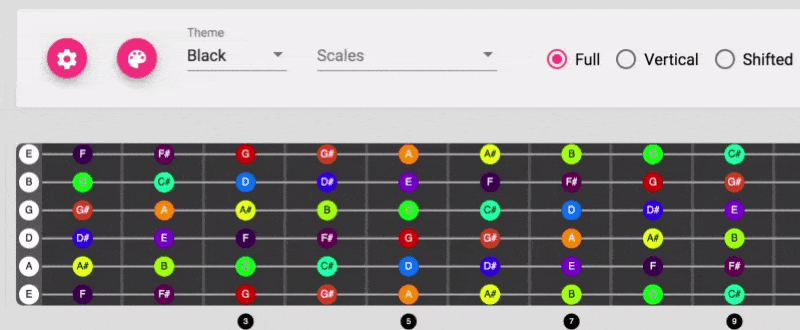 Theme
Black
Scales
Full
Vertical
Shifted
E F F# G G# A A# B C C#
B C C# D D# E F F# G G#
G G# A A# B C C# D D# E
D D# E F F# G G# A A# B
A A# B C C# D D# E F F#
E F F# G G# A A# B C C#
3 5 7 9